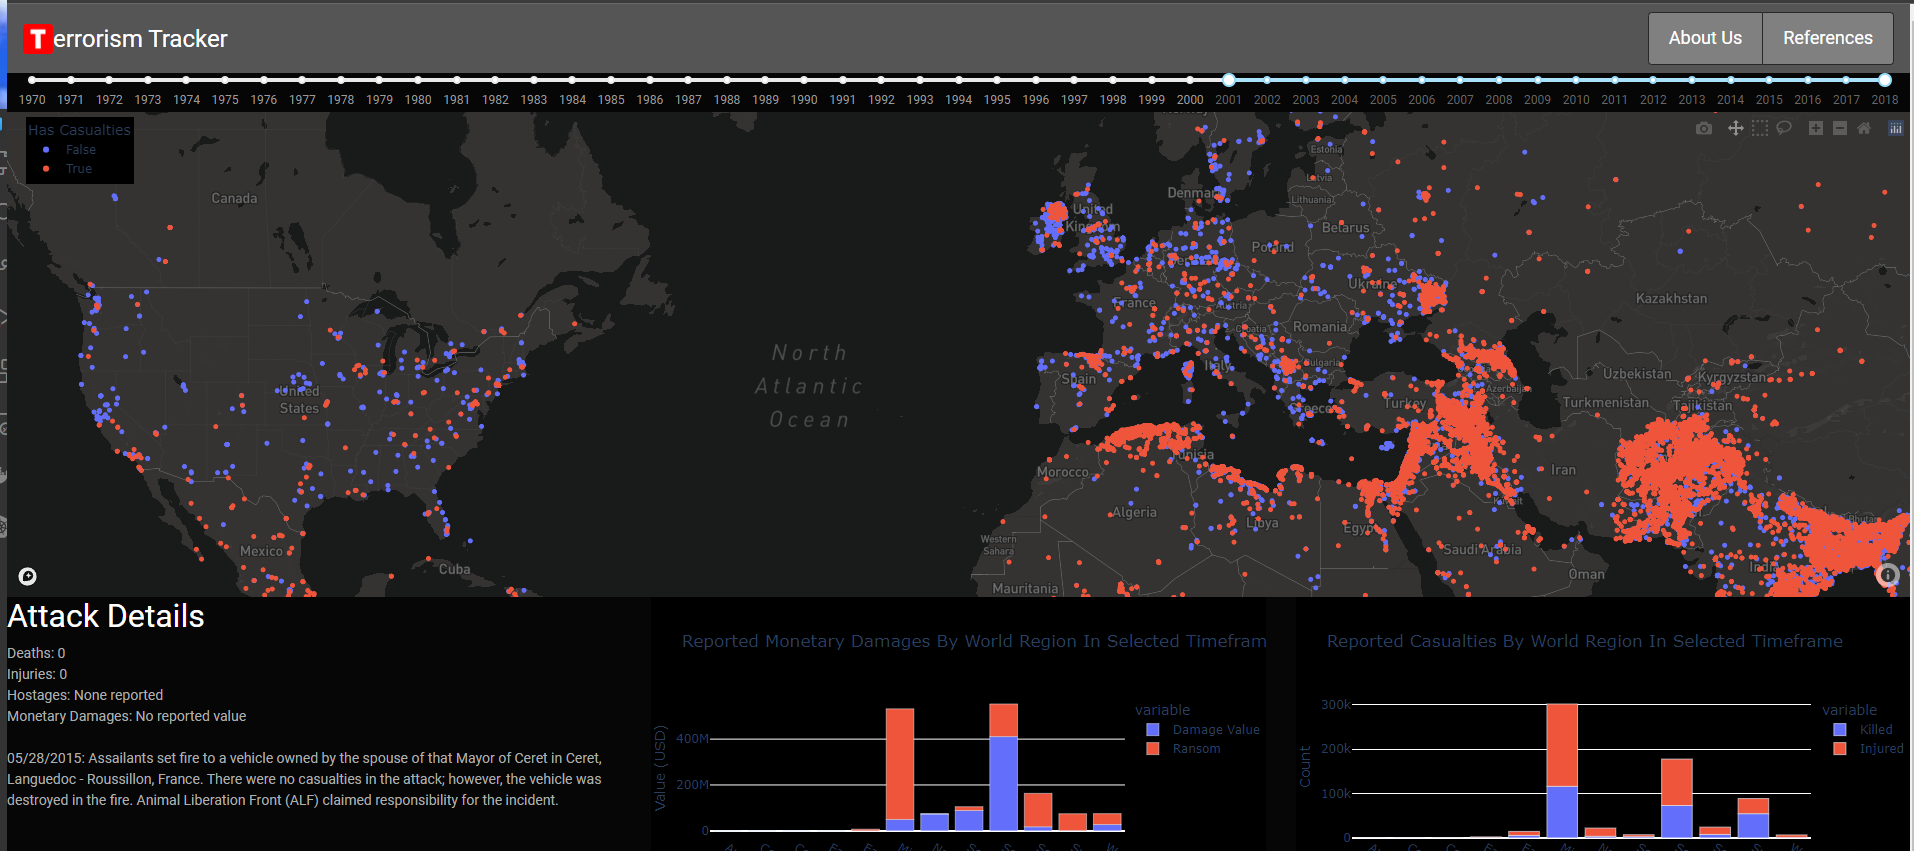 Terrorism Tracker
About Us
References
1970 1971 1972 1973 1974 1975 1976 1977 1978 1979 1980 1981 1982 1983 1984 1985 1986 1987 1988 1989 1990 1991 1992 1993 1994 1995 1996 1997 1998 1999 2000 2001 2002 2003 2004 2005 2006 2007 2008 2009 2010 2011 2012 2013 2014 2015 2016 2017 2018
Has Casualties
False
True
Canada
United
States
Mexico
Cuba
North
Atlantic
Ocean
Estonia
Latvia
Lithuania
Denmar
Belarus
United
Kingdom
Poland
Ukraine
France
Austria
Croatia
Romania
Bulgaria
Italy
Spain
Greece
Turkey
Azerbaijan
Kazakhstan
Uzbekistan
Kyrgyzstan
Turkmenistan
Tajikistan
Morocco
Tunisia
Algeria
Libya
Egypt
Iran
Kuwait
Saudi Arabia
Oman
Western
Sahara
Mauritania
Bhutan
India
Attack Details
Deaths: 0
Injuries: 0
Hostages: None reported
Monetary Damages: No reported value
05/28/2015: Assailants set fire to a vehicle owned by the spouse of that Mayor of Ceret in Ceret,
Languedoc - Roussillon, France. There were no casualties in the attack; however, the vehicle was
destroyed in the fire. Animal Liberation Front (ALF) claimed responsibility for the incident.
Reported Monetary Damages By World Region In Selected Timefram
Value (USD)
400M
200M
0
variable
Damage Value
Ransom
Reported Casualties By World Region In Selected Timeframe
Count
300k
200k
100k
0
variable
Killed
Injured